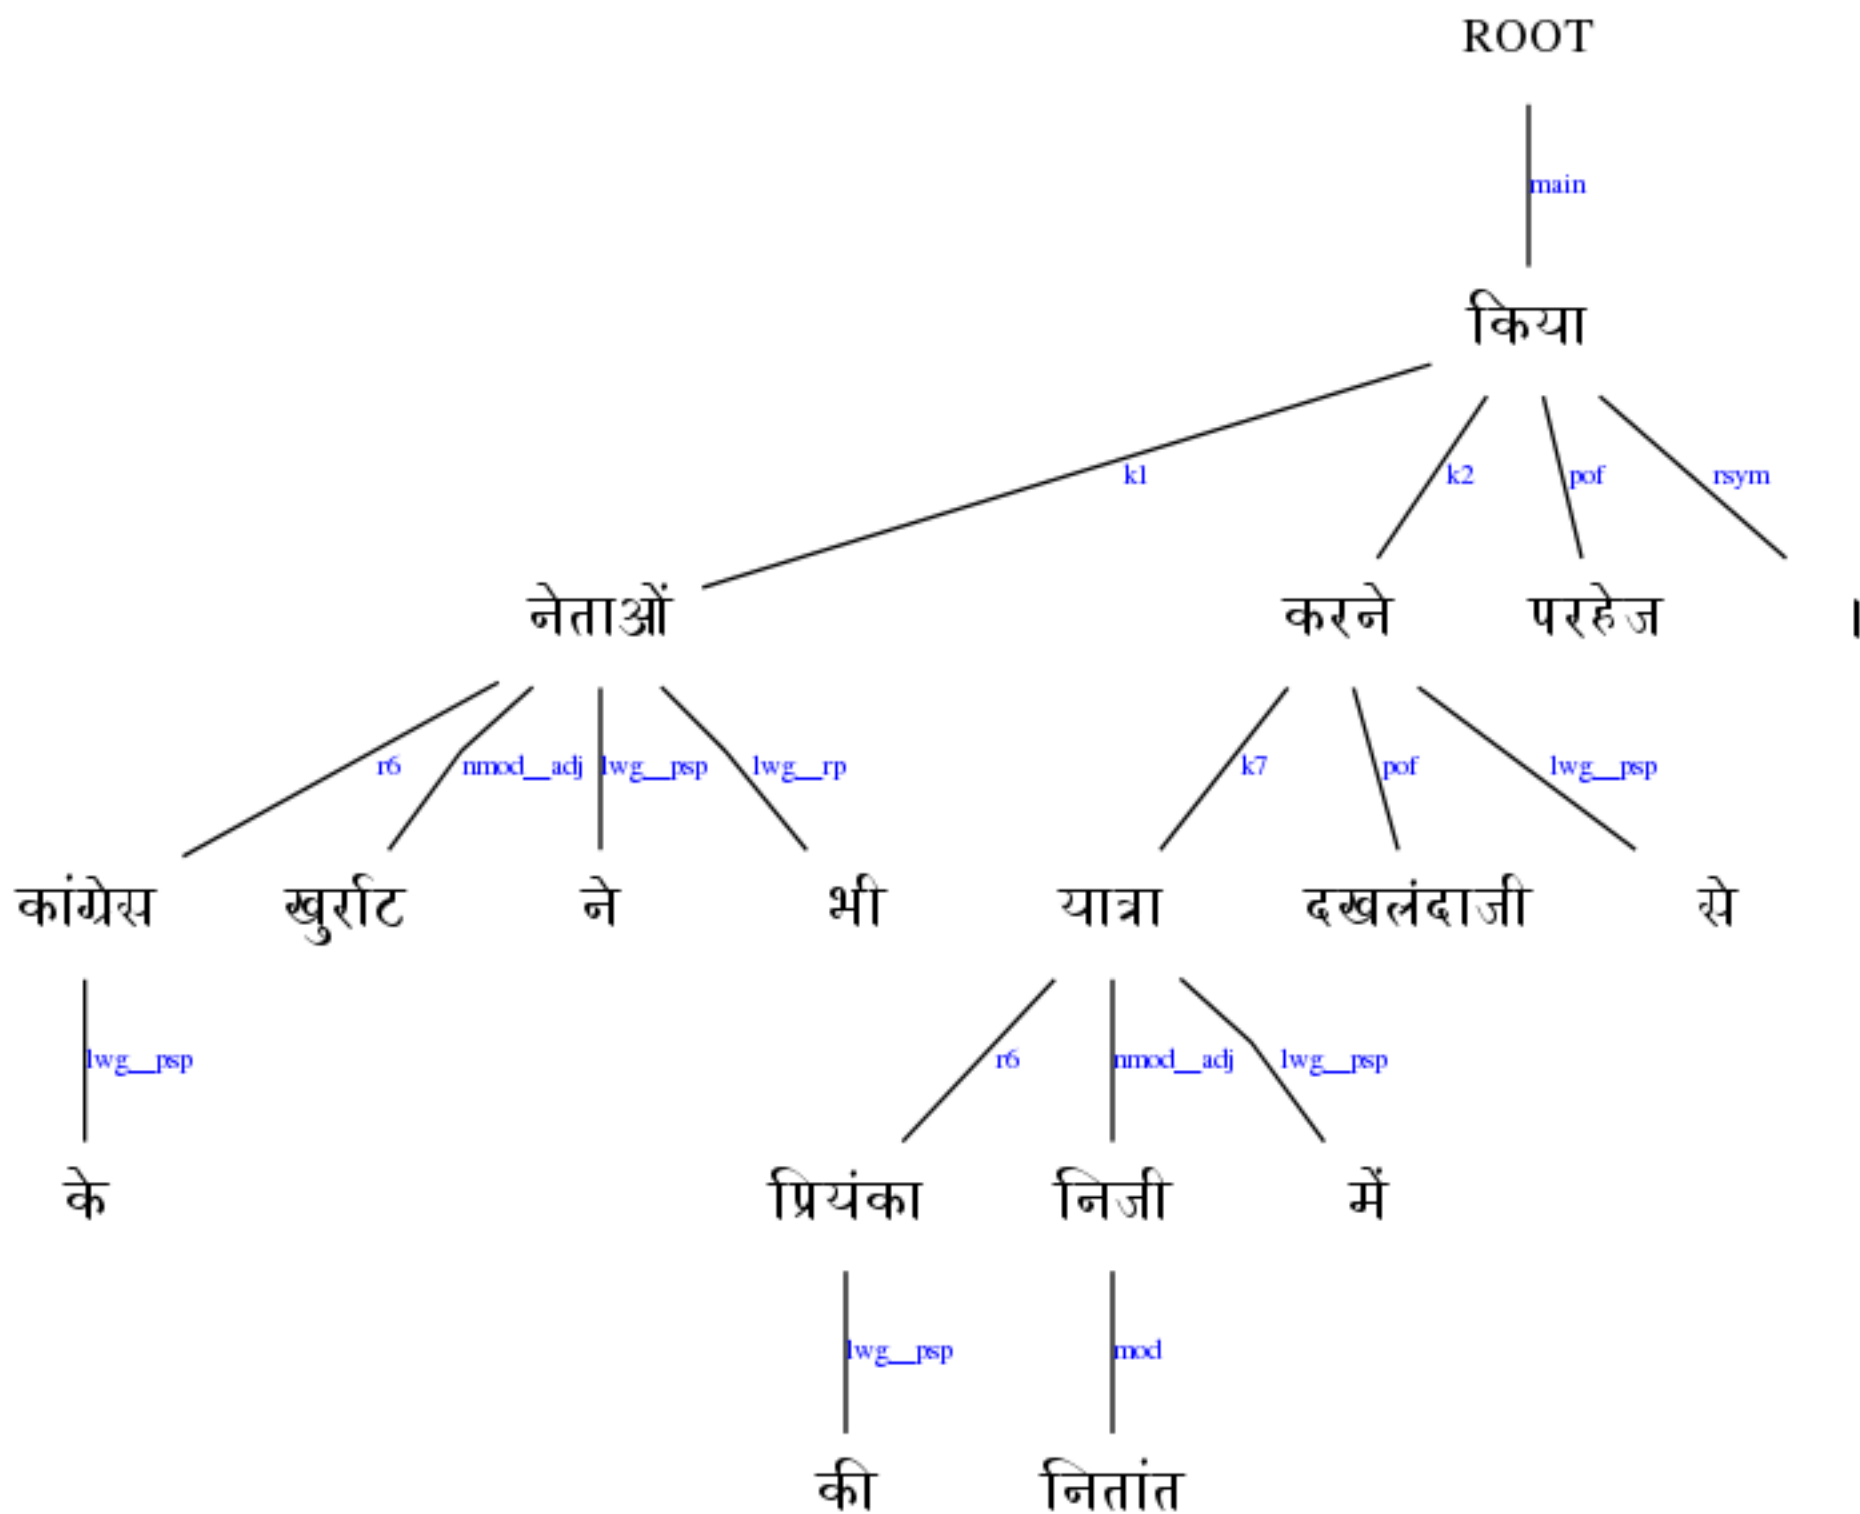 ROOT
main
किया
k1 k2 pof rsym
नेताओं करने परहेज ।
r6 nmod__adj lwg__psp lwg__rp k7 pof lwg__psp
कांग्रेस खुर्राट ने भी यात्रा दखलंदाजी से
lwg__psp r6 nmod__adj lwg__psp
के प्रियंका निजी में
lwg__psp mod
की नितांत